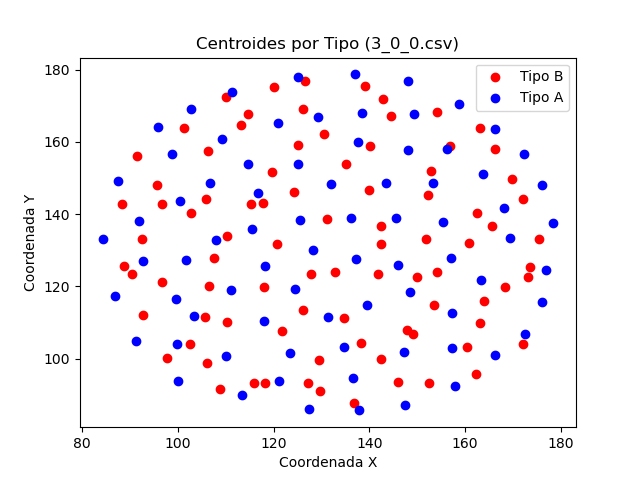 Centroides por Tipo (3_0_0.csv)
Tipo B
Tipo A
Coordenada Y
180
160
140
120
100
80 100 120 140 160 180
Coordenada X